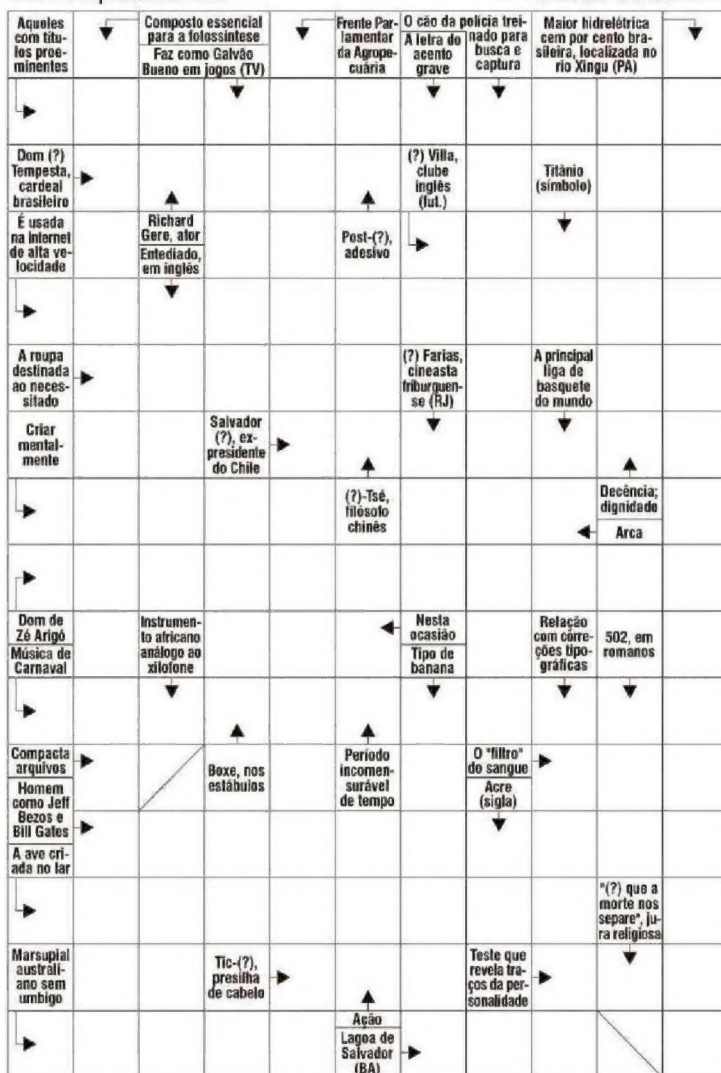 Aqueles
com títu-
los proe-
minentes
Composto essencial
para a fotossíntese
Faz como Galvão
Bueno em jogos (TV)
Frente Par-
lamentar
da Agrope-
cuária
O cão da polícia trei-
nado para
busca e
captura
A letra do
acento
grave
Maior hidrelétrica
cem por cento bra-
sileira, localizada no
rio Xingu (PA)
Dom (?)
Tempesta,
cardeal
brasileiro
(?) Villa,
clube
inglês
(fut.)
Titânio
(símbolo)
É usada
na internet
de alta ve-
locidade
Richard
Gere, ator
Entediado,
em inglês
Post-(?),
adesivo
A roupa
destinada
ao neces-
sitado
(?) Farias,
cineasta
friburguen-
se (RJ)
A principal
liga de
basquete
do mundo
Criar
mental-
mente
Salvador
(?), ex-
presidente
do Chile
(?)-Tsé,
filósofo
chinês
Decência;
dignidade
Arca
Dom de
Zé Arigó
Música de
Carnaval
Instrumen-
to africano
análogo ao
xilofone
Nesta
ocasião
Tipo de
banana
Relação
com corre-
ções tipo-
gráficas
502, em
romanos
Compacta
arquivos
Boxe, nos
estábulos
Período
incomen-
surável
de tempo
O "filtro"
do sangue
Acre
(sigla)
Homem
como Jeff
Bezos e
Bill Gates
A ave cri-
ada no lar
"(?) que a
morte nos
separe", ju-
ra religiosa
Marsupial
australi-
ano sem
umbigo
Tic-(?),
presilha
de cabelo
Teste que
revela tra-
ços da per-
sonalidade
Ação
Lagoa de
Salvador
(BA)